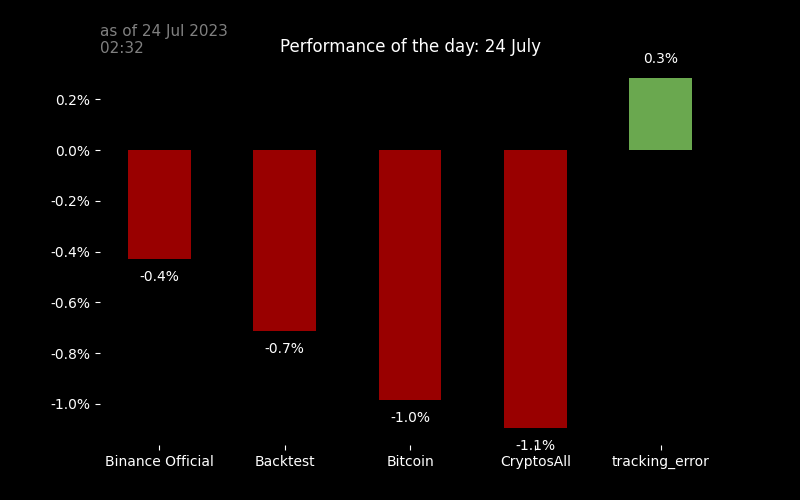 as of 24 Jul 2023
02:32
Performance of the day: 24 July
0.3%
0.2%
0.0%
-0.2%
-0.4%
-0.4%
-0.6%
-0.7%
-0.8%
-1.0%
-1.0%
-1.1%
Binance Official
Backtest
Bitcoin
CryptosAll
tracking_error